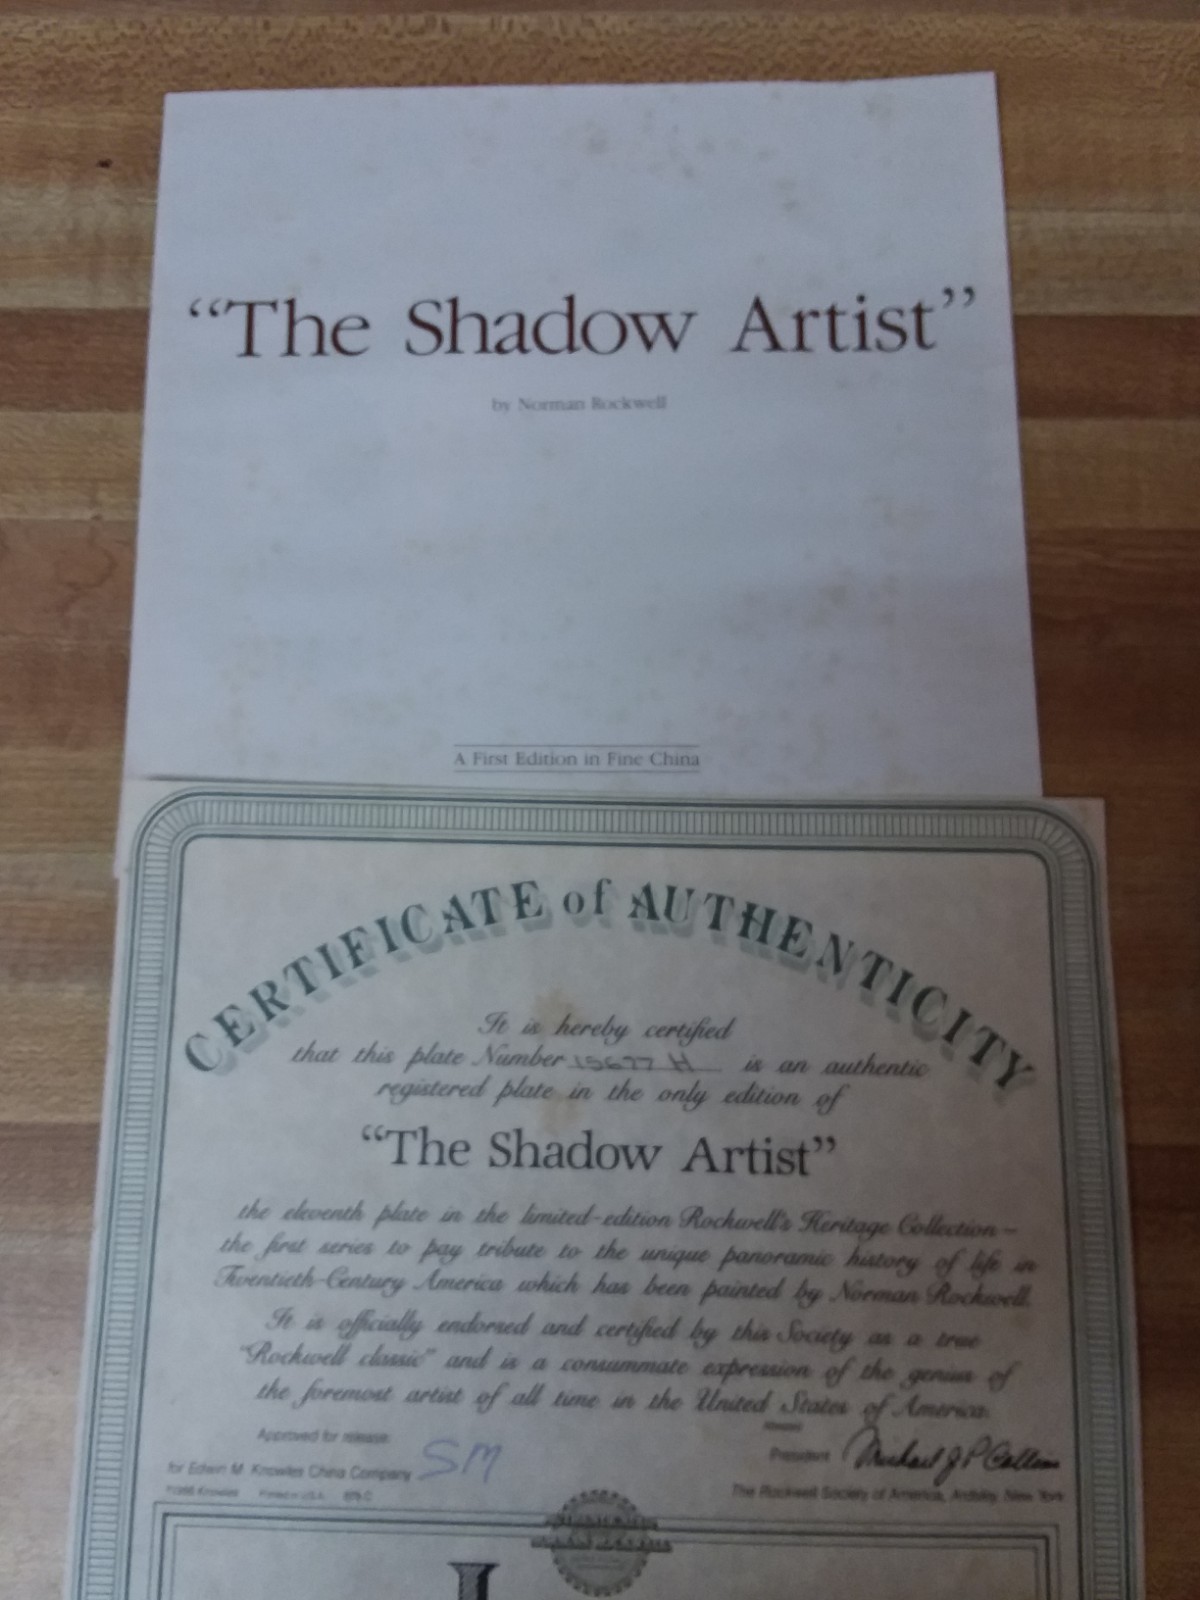 “The Shadow Artist”
by Norman Rockwell
A First Edition in Fine China
CERTIFICATE of AUTHENTICITY
It is hereby certified
that this plate Number 15677 H is an authentic
registered plate in the only edition of
“The Shadow Artist”
the eleventh plate in the limited-edition Rockwell's Heritage Collection—
the first series to pay tribute to the unique panoramic history of life in
Twentieth-Century America which has been painted by Norman Rockwell.
It is officially endorsed and certified by this Society as a true
"Rockwell classic" and is a consummate expression of the genius of
the foremost artist of all time in the United States of America.
Approved for release
for Edwin M. Knowles China Company SM
President Michael J P Collins
Knowles Printed in U.S.A.
The Rockwell Society of America, Ardsley, New York